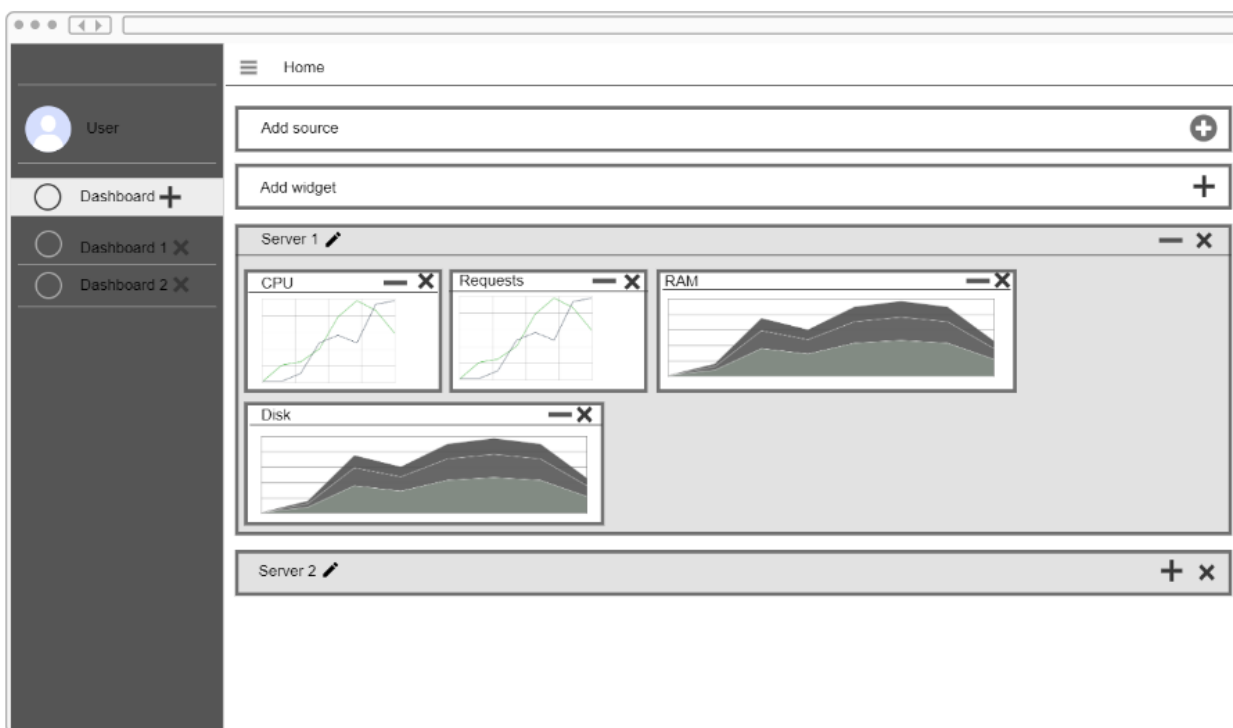 Home
User
Dashboard
Dashboard 1
Dashboard 2
Add source
Add widget
Server 1
CPU
Requests
RAM
Disk
Server 2